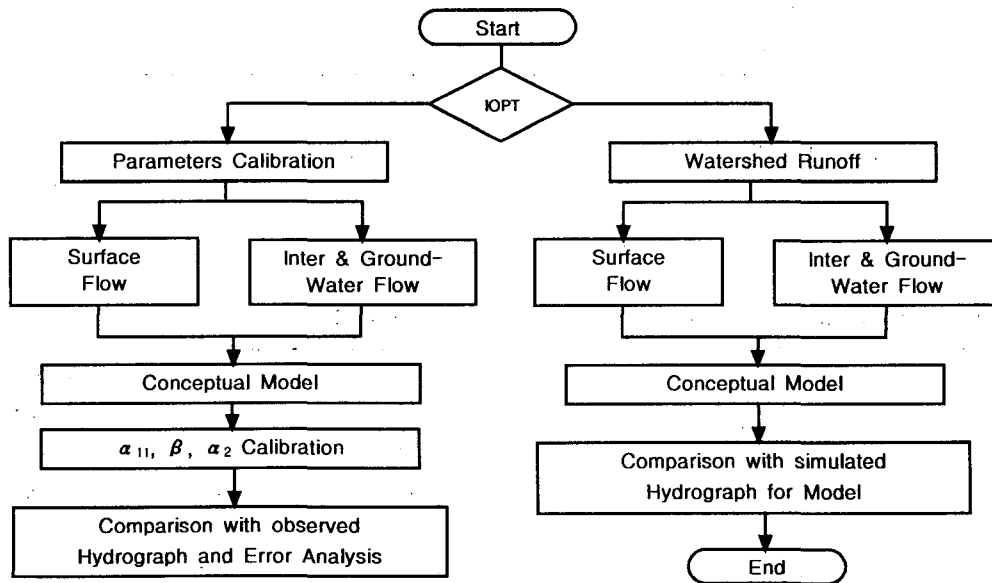 Start
IOPT
Parameters Calibration
Surface
Flow
Inter & Ground-
Water Flow
Conceptual Model
α₁₁, β, α₂ Calibration
Comparison with observed
Hydrograph and Error Analysis
Watershed Runoff
Surface
Flow
Inter & Ground-
Water Flow
Conceptual Model
Comparison with simulated
Hydrograph for Model
End